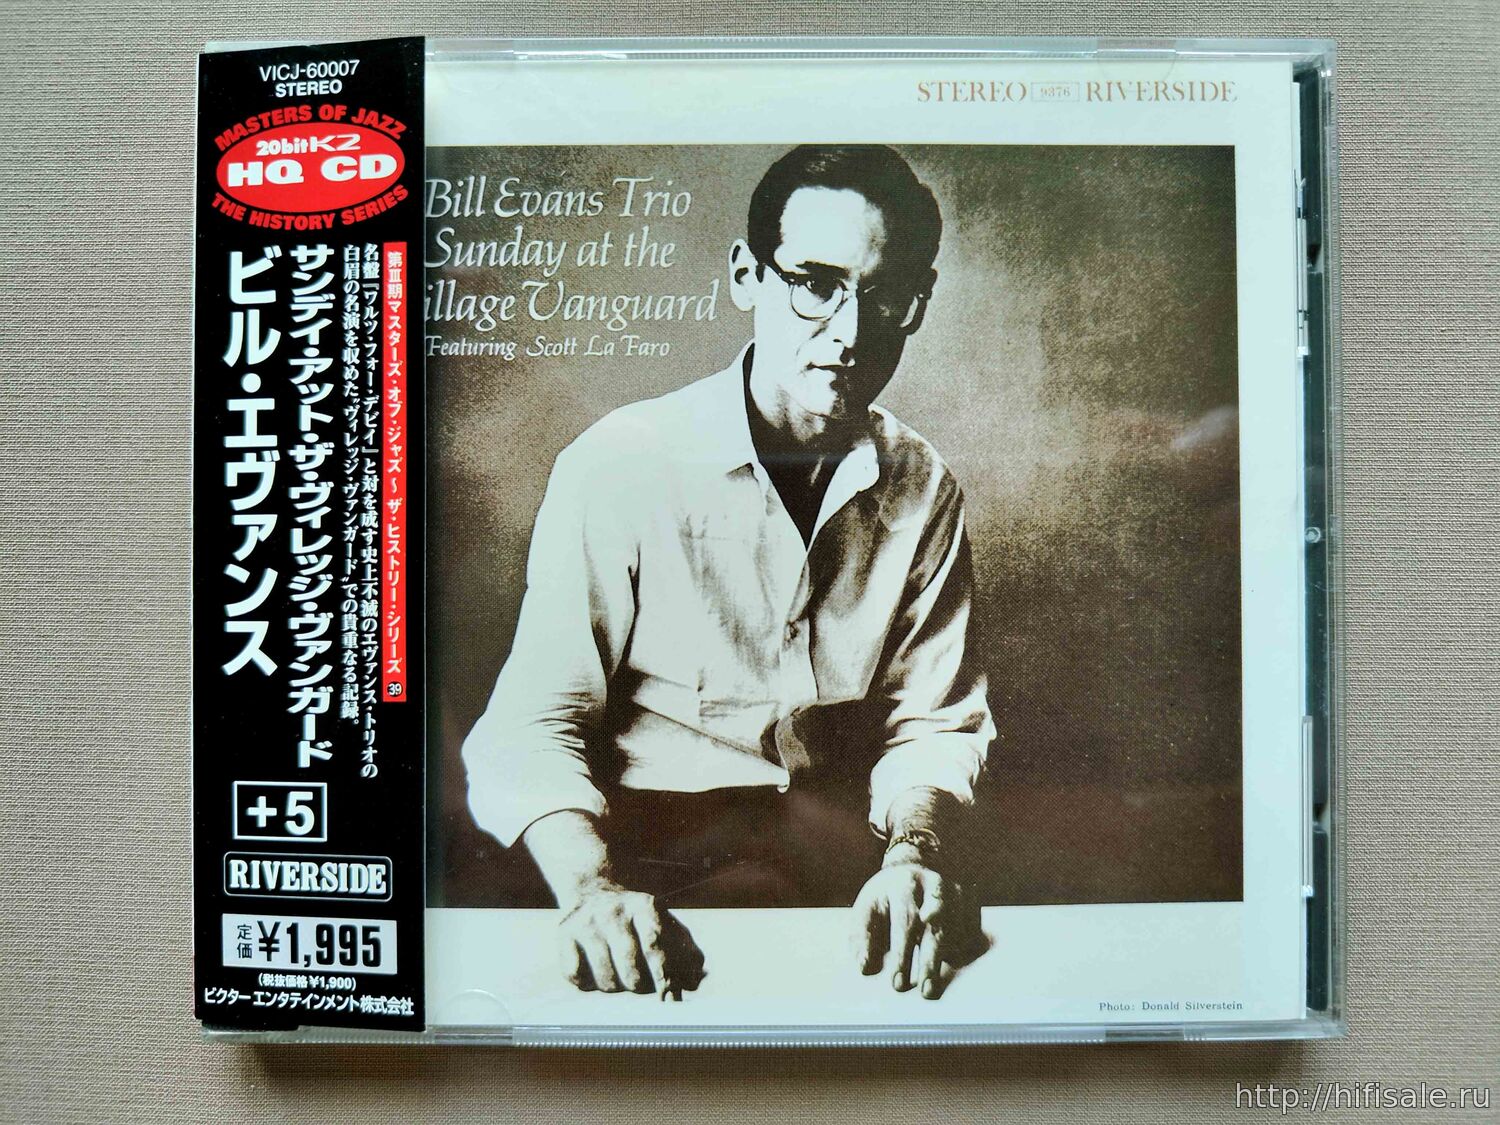 VICJ-60007
STEREO
MASTERS OF JAZZ
20bit K2
HQ CD
THE HISTORY SERIES
第Ⅲ期マスターズ・オブ・ジャズ〜ザ・ヒストリー・シリーズ 39
名盤「ワルツ・フォー・デビイ」と対を成す史上不滅のエヴァンス・トリオの
白眉の名演を収めた“ヴィレッジ・ヴァンガード”での貴重なる記録。
サンデイ・アット・ザ・ヴィレッジ・ヴァンガード
ビル・エヴァンス
+5
RIVERSIDE
定価 ¥1,995
(税抜価格¥1,900)
ビクターエンタテインメント株式会社
STEREO 9376 RIVERSIDE
Bill Evans Trio
Sunday at the
illage Vanguard
Featuring Scott La Faro
Photo: Donald Silverstein
http://hifisale.ru